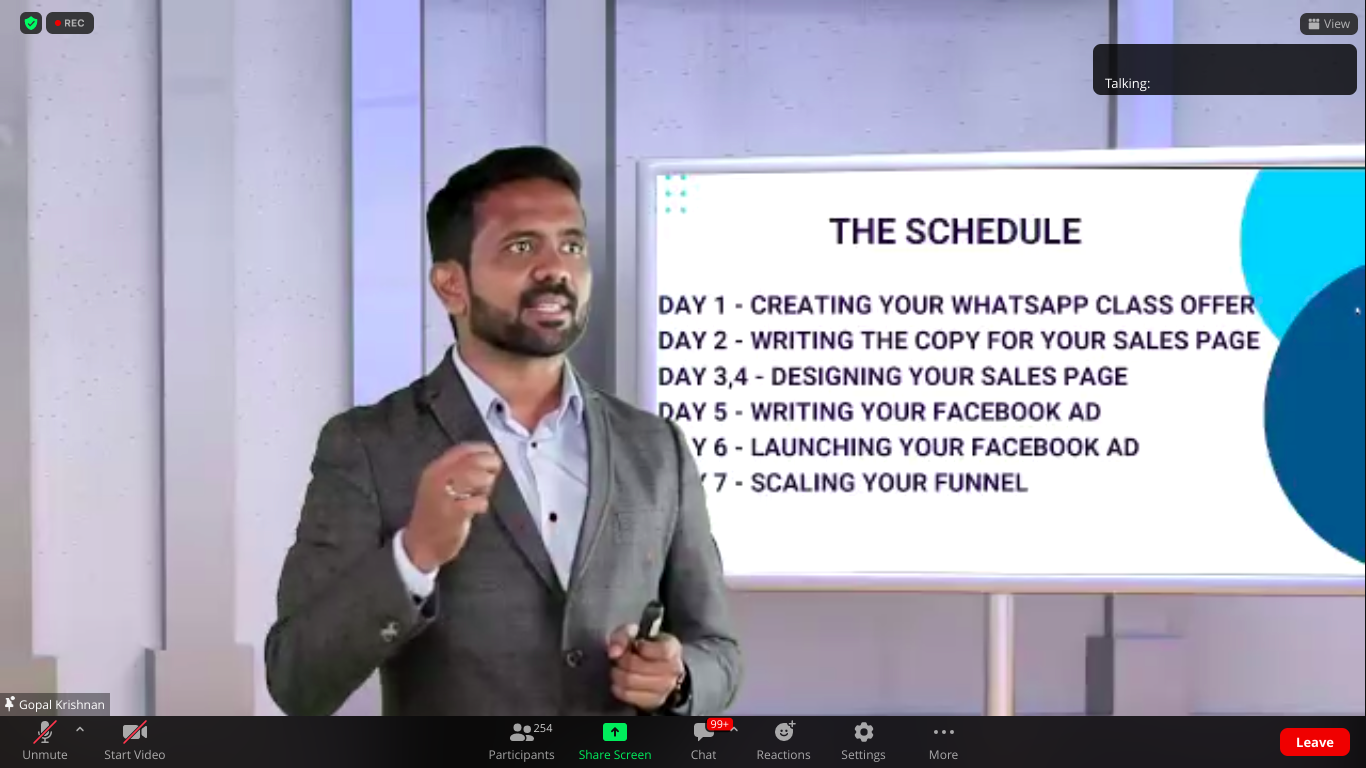 REC
View
Talking:
THE SCHEDULE
DAY 1 - CREATING YOUR WHATSAPP CLASS OFFER
DAY 2 - WRITING THE COPY FOR YOUR SALES PAGE
DAY 3,4 - DESIGNING YOUR SALES PAGE
DAY 5 - WRITING YOUR FACEBOOK AD
Y 6 - LAUNCHING YOUR FACEBOOK AD
7 - SCALING YOUR FUNNEL
Gopal Krishnan
254
99+
Unmute
Start Video
Participants
Share Screen
Chat
Reactions
Settings
More
Leave